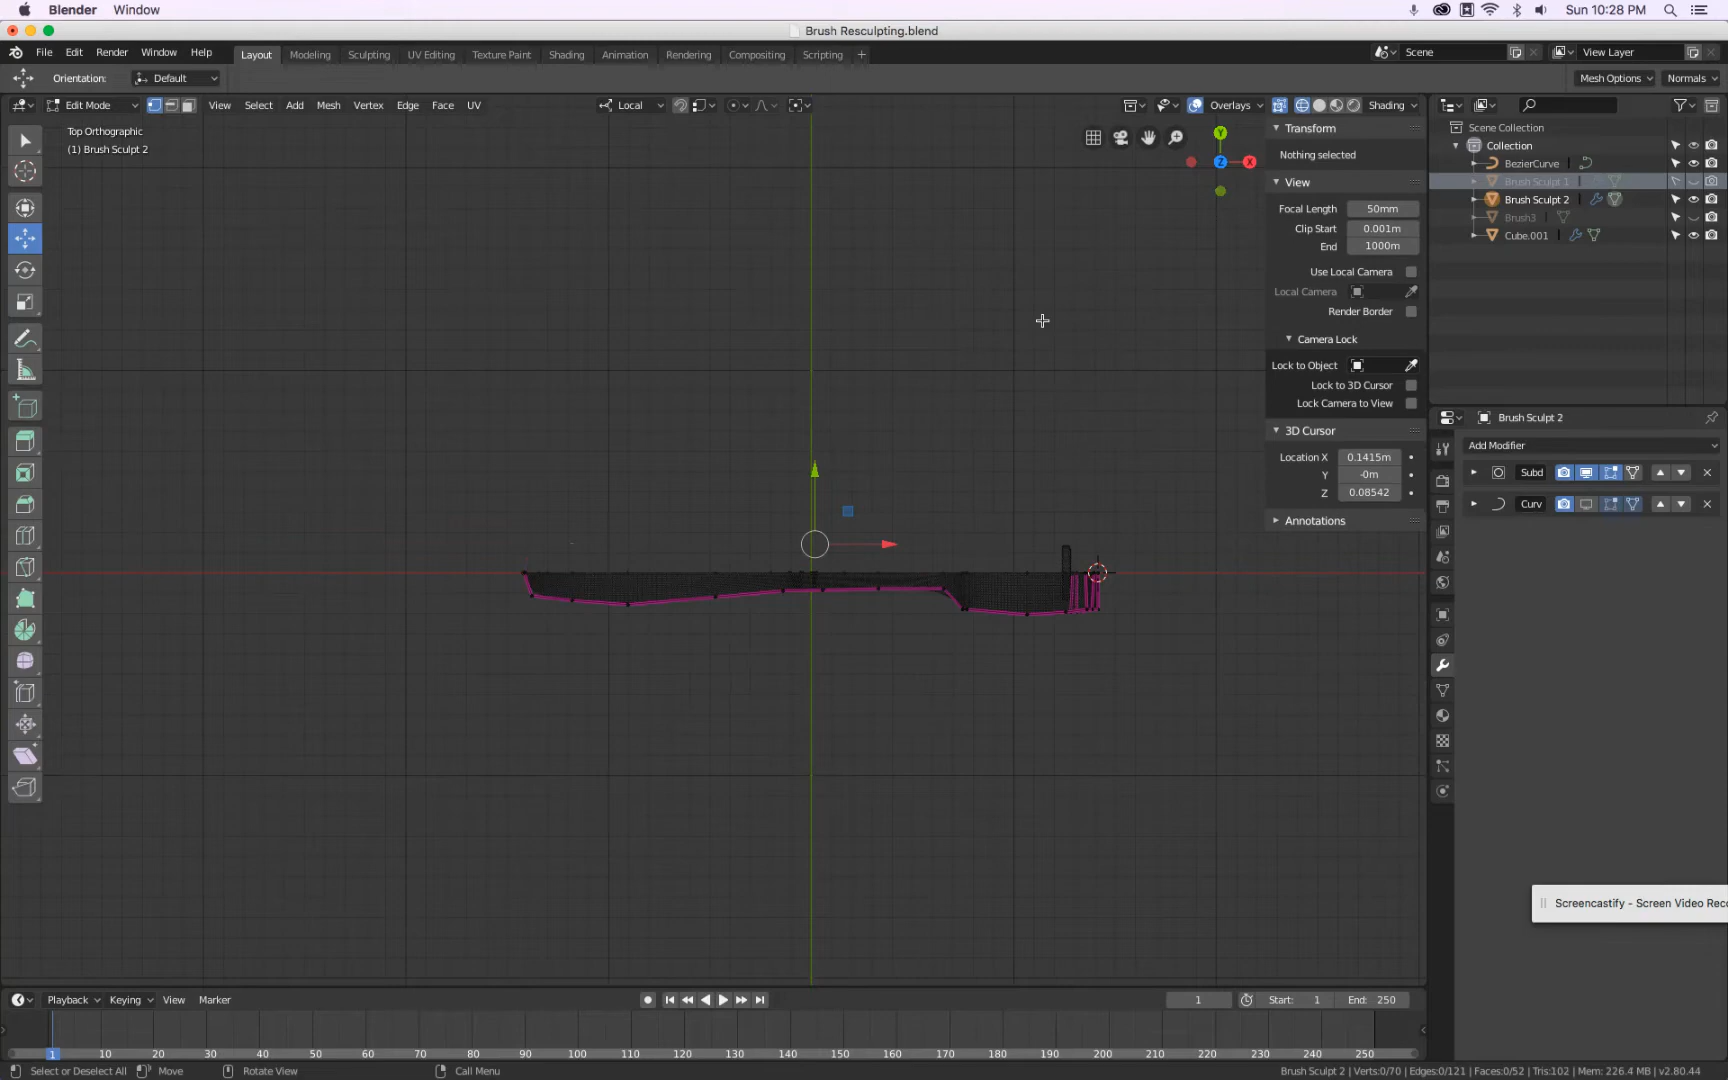 Blender Window Sun 10:28 PM
Brush Resculpting.blend
File Edit Render Window Help Layout Modeling Sculpting UV Editing Texture Paint Shading Animation Rendering Compositing Scripting + Scene View Layer
Orientation: Default Mesh Options Normals
Edit Mode View Select Add Mesh Vertex Edge Face UV Local Overlays Shading
Top Orthographic
(1) Brush Sculpt 2
Y
Z X
Transform
Nothing selected
View
Focal Length 50mm
Clip Start 0.001m
End 1000m
Use Local Camera
Local Camera
Render Border
Camera Lock
Lock to Object
Lock to 3D Cursor
Lock Camera to View
3D Cursor
Location X 0.1415m
Y -0m
Z 0.08542
Annotations
Scene Collection
Collection
BezierCurve
Brush Sculpt 1
Brush Sculpt 2
Brush3
Cube.001
Brush Sculpt 2
Add Modifier
Subd
Curv
Screencastify - Screen Video Reco
Playback Keying View Marker 1 Start: 1 End: 250
1 10 20 30 40 50 60 70 80 90 100 110 120 130 140 150 160 170 180 190 200 210 220 230 240 250
Select or Deselect All Move Rotate View Call Menu Brush Sculpt 2 | Verts:0/70 | Edges:0/121 | Faces:0/52 | Tris:102 | Mem: 226.4 MB | v2.80.44